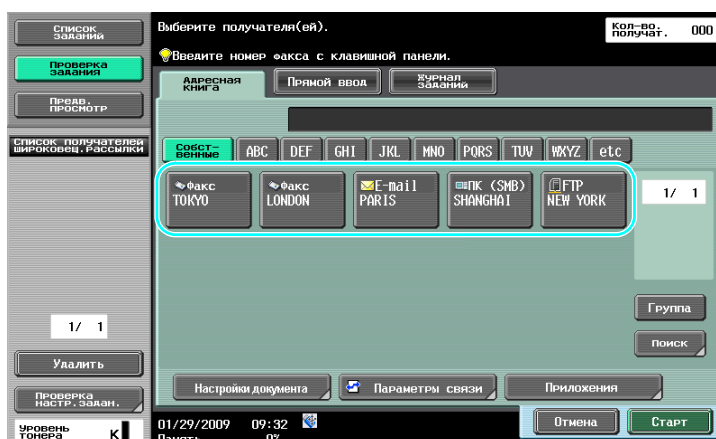 Список
заданий
Проверка
задания
Предв.
просмотр
Список получателей
широковец.рассылки
1/ 1
Удалить
Проверка
настр.задан.
Уровень
тонера К
Выберите получателя(ей).
Кол-во.
получат. 000
Введите номер факса с клавишной панели.
Адресная
книга
Прямой ввод
Журнал
заданий
Собст-
венные ABC DEF GHI JKL MNO PQRS TUV WXYZ etc
Факс
TOKYO
Факс
LONDON
E-mail
PARIS
ПК (SMB)
SHANGHAI
FTP
NEW YORK
1/ 1
Группа
Поиск
Настройки документа
Параметры связи
Приложения
01/29/2009 09:32
Память 0%
Отмена
Старт